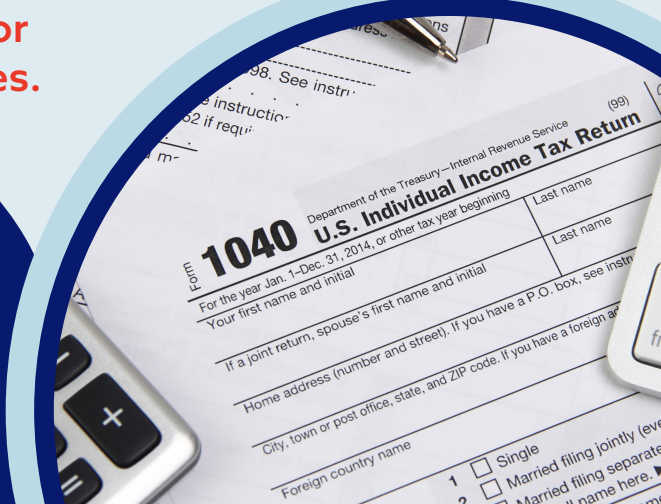 or
es.
ns
98. See instru
e instruction
52 if requi
Department of the Treasury—Internal Revenue Service
(99)
Form
1040
U.S. Individual Income Tax Return
For the year Jan. 1–Dec. 31, 2014, or other tax year beginning
Your first name and initial
Last name
If a joint return, spouse's first name and initial
Last name
Home address (number and street). If you have a P.O. box, see instr
City, town or post office, state, and ZIP code. If you have a foreign ad
Foreign country name
1
Single
2
Married filing jointly (eve
Married filing separate
name here. ►
+